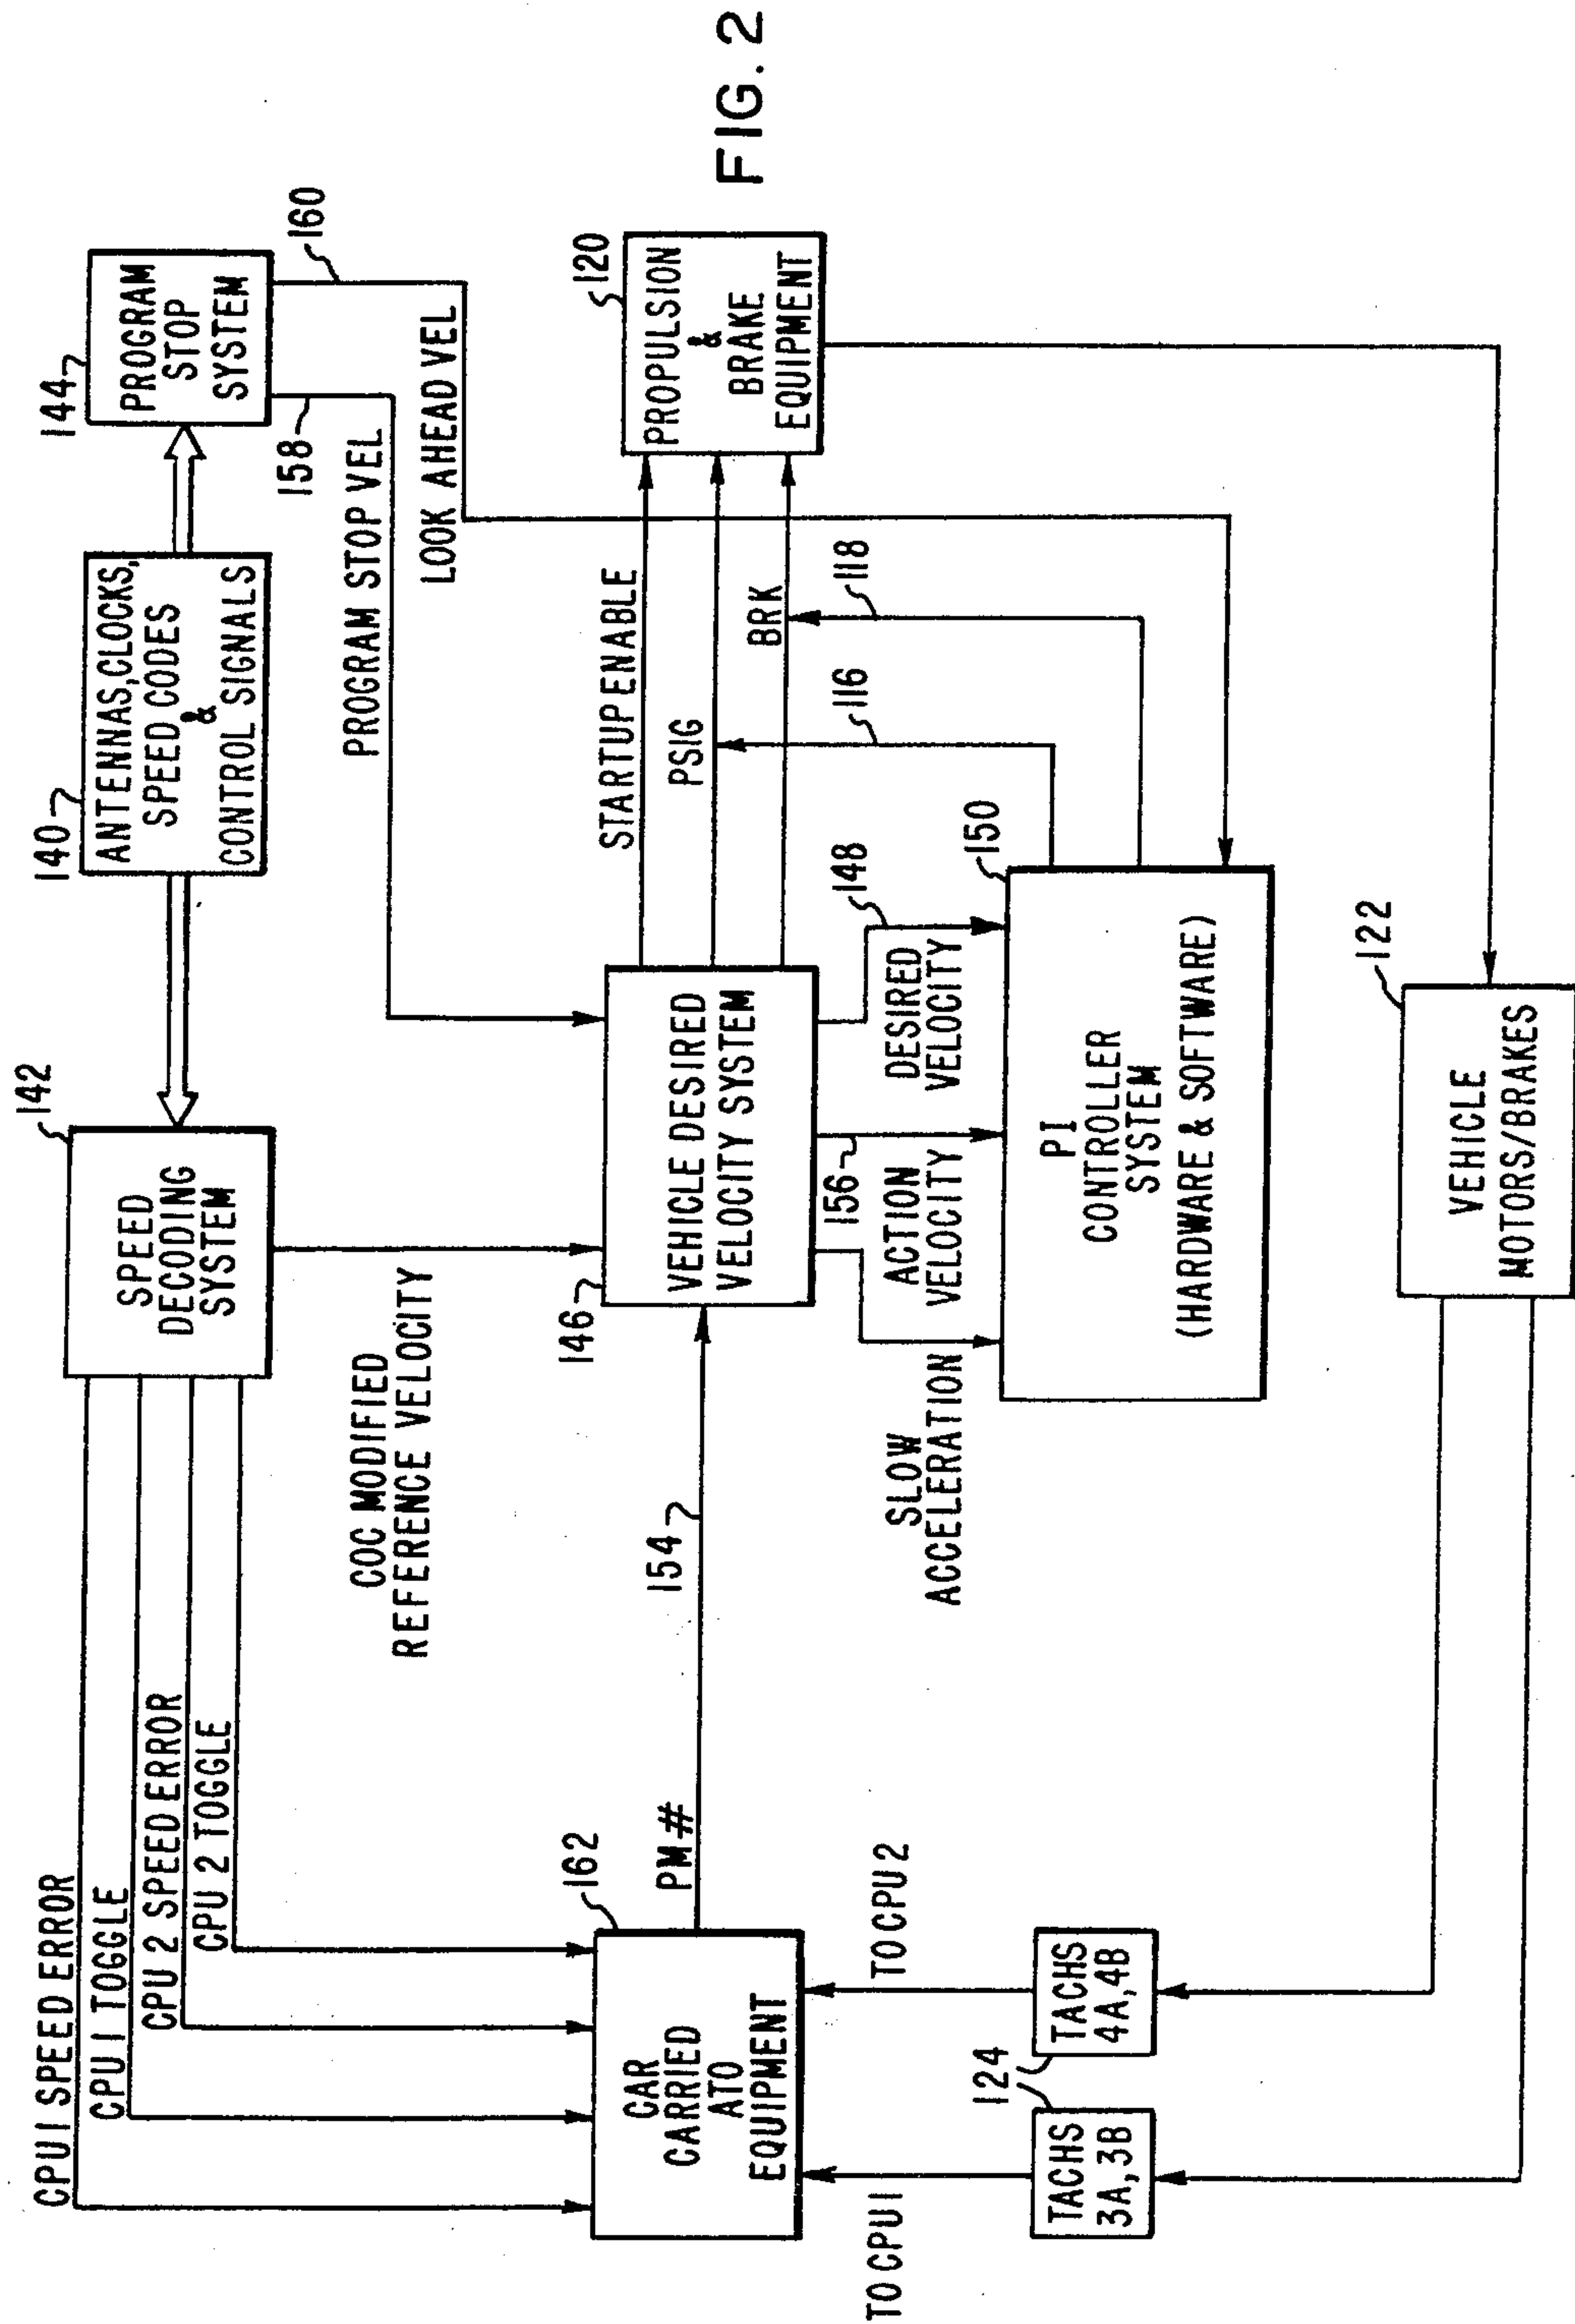 CPU 1 SPEED ERROR
CPU 1 TOGGLE
CPU 2 SPEED ERROR
CPU 2 TOGGLE
142
SPEED
DECODING
SYSTEM
140
ANTENNAS, CLOCKS,
SPEED CODES
&
CONTROL SIGNALS
144
PROGRAM
STOP
SYSTEM
158
160
PROGRAM STOP VEL
LOOK AHEAD VEL
COC MODIFIED
REFERENCE VELOCITY
162
CAR
CARRIED
ATO
EQUIPMENT
PM#
154
146
VEHICLE DESIRED
VELOCITY SYSTEM
STARTUP ENABLE
PSIG
BRK
116
118
120
PROPULSION
&
BRAKE
EQUIPMENT
FIG. 2
SLOW
ACCELERATION
156
ACTION
VELOCITY
148
DESIRED
VELOCITY
150
PI
CONTROLLER
SYSTEM
(HARDWARE & SOFTWARE)
TO CPU 1
TO CPU 2
124
TACHS
3A, 3B
TACHS
4A, 4B
122
VEHICLE
MOTORS/BRAKES